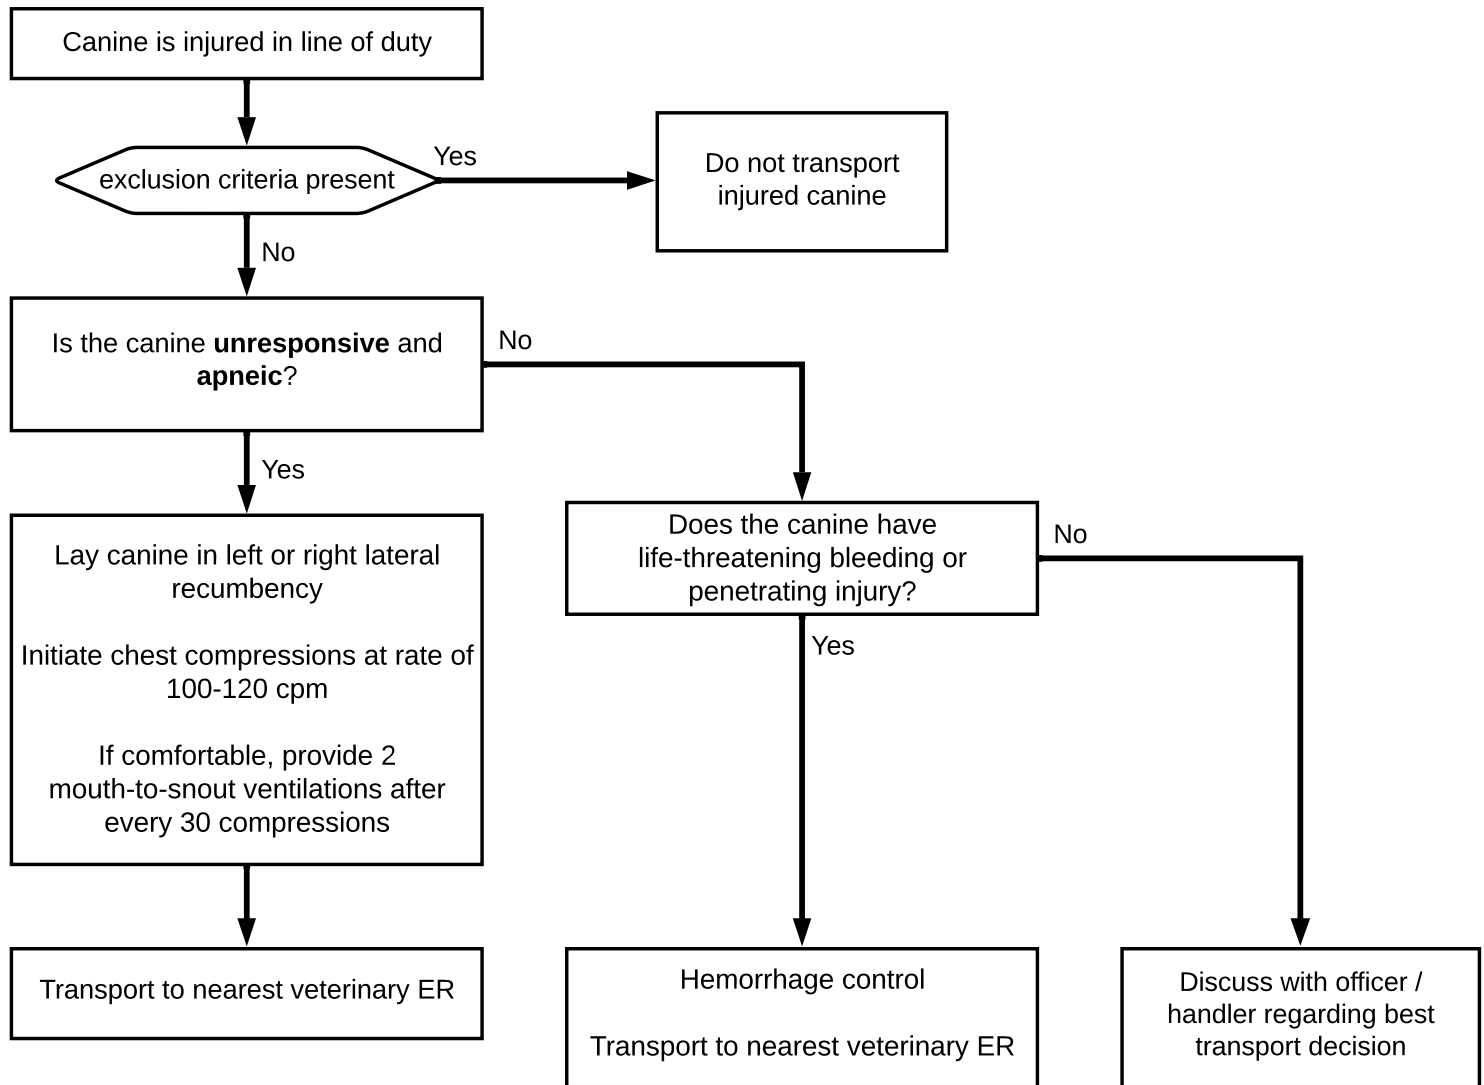 Canine is injured in line of duty
exclusion criteria present
Yes
Do not transport
injured canine
No
Is the canine unresponsive and
apneic?
No
Yes
Lay canine in left or right lateral
recumbency
Initiate chest compressions at rate of
100-120 cpm
If comfortable, provide 2
mouth-to-snout ventilations after
every 30 compressions
Transport to nearest veterinary ER
Does the canine have
life-threatening bleeding or
penetrating injury?
No
Yes
Hemorrhage control
Transport to nearest veterinary ER
Discuss with officer /
handler regarding best
transport decision